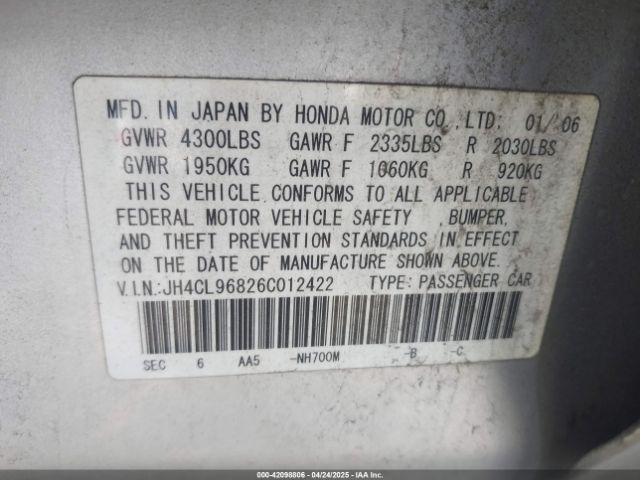 MFD. IN JAPAN BY HONDA MOTOR CO.,LTD. 01/06
GVWR 4300LBS GAWR F 2335LBS R 2030LBS
GVWR 1950KG GAWR F 1060KG R 920KG
THIS VEHICLE CONFORMS TO ALL APPLICABLE
FEDERAL MOTOR VEHICLE SAFETY ,BUMPER,
AND THEFT PREVENTION STANDARDS IN EFFECT
ON THE DATE OF MANUFACTURE SHOWN ABOVE.
V.I.N.:JH4CL96826C012422 TYPE: PASSENGER CAR
SEC 6 AA5 -NH700M -B -C
000-42098806 - 04/24/2025 - IAAI.COM